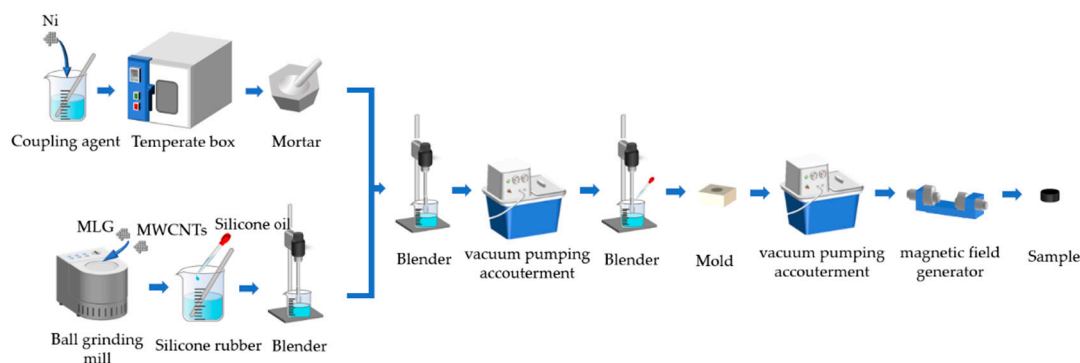 Ni
Coupling agent
Temperate box
Mortar
MLG
MWCNTs
Silicone oil
Ball grinding
mill
Silicone rubber
Blender
Blender
vacuum pumping
accouterment
Blender
Mold
vacuum pumping
accouterment
magnetic field
generator
Sample